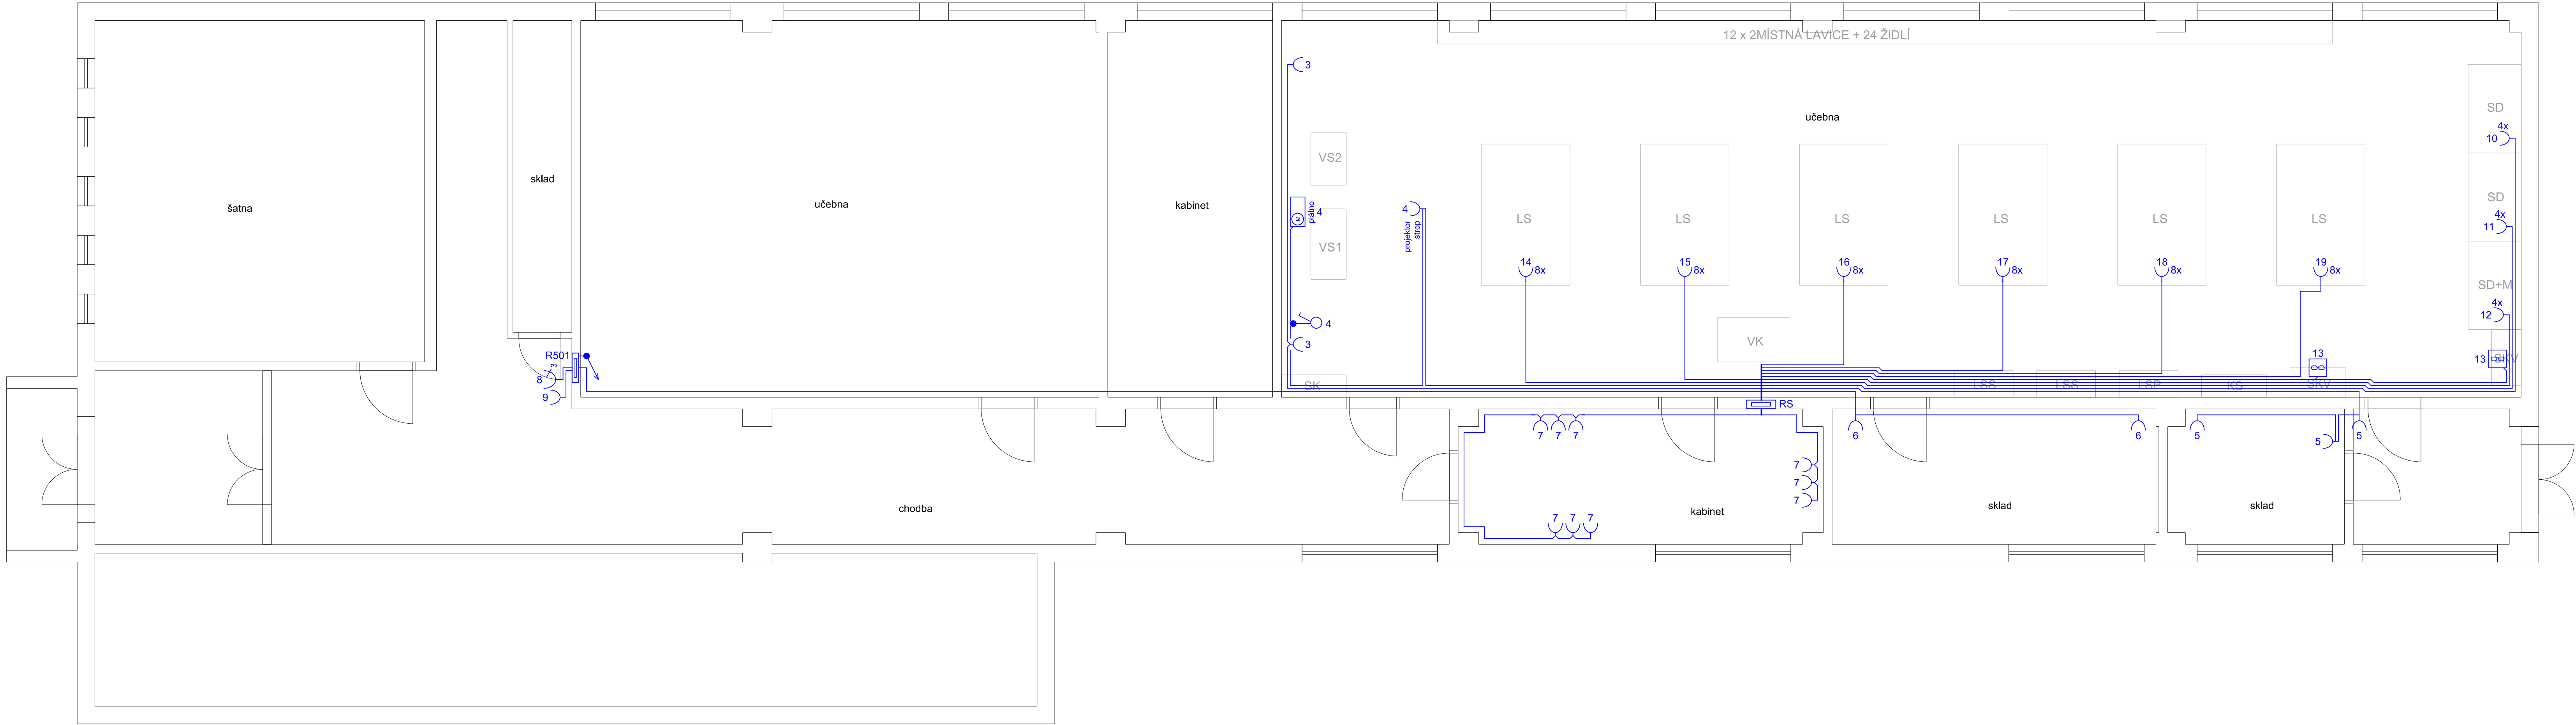 12 x 2MÍSTNÁ LAVICE + 24 ŽIDLÍ
3
SD
učebna
4x
10
VS2
sklad
SD
šatna
učebna
kabinet
plátno
4
M
4
projektor
strop
LS
LS
LS
LS
LS
LS
4x
11
VS1
14
8x
15
8x
16
8x
17
8x
18
8x
19
8x
SD+M
4x
12
4
3
VK
R501
3
8
9
13
13
SKV
SK
LSS
LSS
LSP
KS
SKV
RS
7
7
7
6
6
5
5
5
7
7
7
chodba
kabinet
sklad
sklad
7
7
7